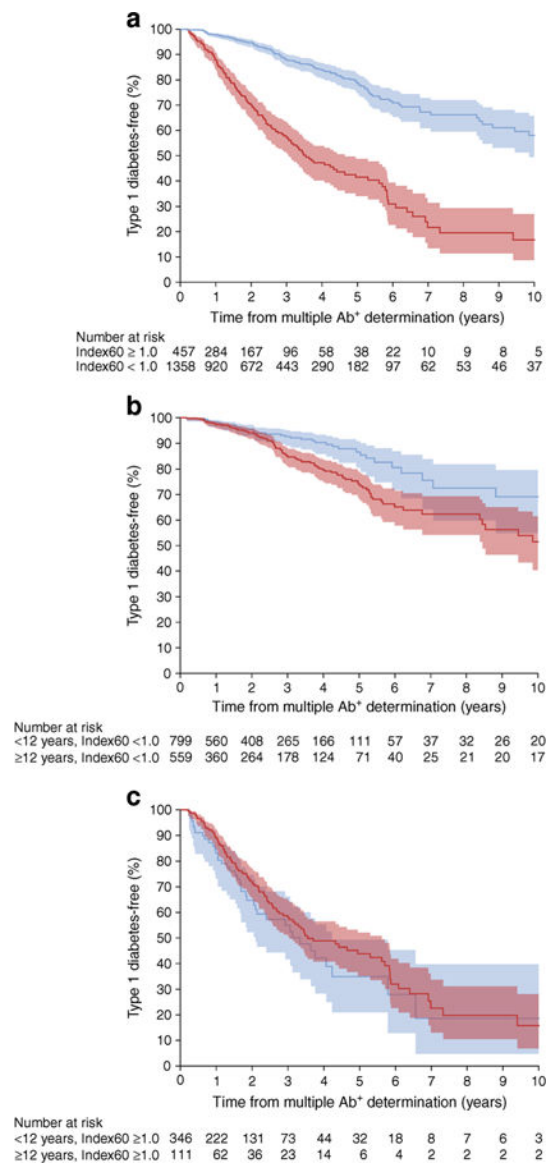 a
100
90
80
70
60
50
40
30
20
10
0
Type 1 diabetes-free (%)
0 1 2 3 4 5 6 7 8 9 10
Time from multiple Ab⁺ determination (years)
Number at risk
Index60 ≥ 1.0 457 284 167 96 58 38 22 10 9 8 5
Index60 < 1.0 1358 920 672 443 290 182 97 62 53 46 37
b
100
90
80
70
60
50
40
30
20
10
0
Type 1 diabetes-free (%)
0 1 2 3 4 5 6 7 8 9 10
Time from multiple Ab⁺ determination (years)
Number at risk
<12 years, Index60 <1.0 799 560 408 265 166 111 57 37 32 26 20
≥12 years, Index60 <1.0 559 360 264 178 124 71 40 25 21 20 17
c
100
90
80
70
60
50
40
30
20
10
0
Type 1 diabetes-free (%)
0 1 2 3 4 5 6 7 8 9 10
Time from multiple Ab⁺ determination (years)
Number at risk
<12 years, Index60 ≥1.0 346 222 131 73 44 32 18 8 7 6 3
≥12 years, Index60 ≥1.0 111 62 36 23 14 6 4 2 2 2 2